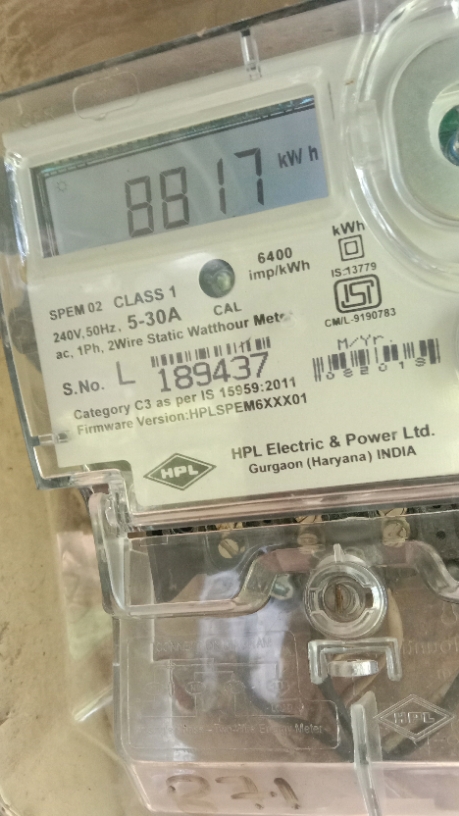 8817 kWh
6400
imp/kWh
CAL
kWh
IS:13779
ISI
CM/L-9190783
SPEM 02 CLASS 1
240V,50Hz, 5-30A
ac, 1Ph, 2Wire Static Watthour Meter
S.No. L 189437
M/Yr.
Category C3 as per IS 15959:2011
Firmware Version:HPLSPEM6XXX01
HPL
HPL Electric & Power Ltd.
Gurgaon (Haryana) INDIA
HPL